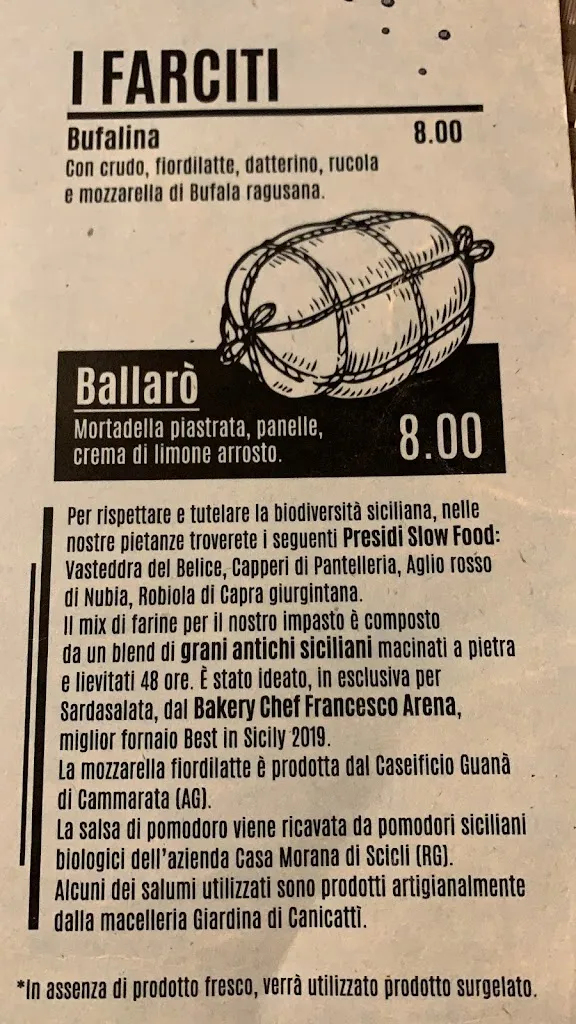 I FARCITI
Bufalina 8.00
Con crudo, fiordilatte, datterino, rucola
e mozzarella di Bufala ragusana.
Ballarò
Mortadella piastrata, panelle,
crema di limone arrosto. 8.00
Per rispettare e tutelare la biodiversità siciliana, nelle
nostre pietanze troverete i seguenti Presidi Slow Food:
Vasteddra del Belice, Capperi di Pantelleria, Aglio rosso
di Nubia, Robiola di Capra giurgintana.
Il mix di farine per il nostro impasto è composto
da un blend di grani antichi siciliani macinati a pietra
e lievitati 48 ore. È stato ideato, in esclusiva per
Sardasalata, dal Bakery Chef Francesco Arena,
miglior fornaio Best in Sicily 2019.
La mozzarella fiordilatte è prodotta dal Caseificio Guanà
di Cammarata (AG).
La salsa di pomodoro viene ricavata da pomodori siciliani
biologici dell'azienda Casa Morana di Scicli (RG).
Alcuni dei salumi utilizzati sono prodotti artigianalmente
dalla macelleria Giardina di Canicattì.
*In assenza di prodotto fresco, verrà utilizzato prodotto surgelato.